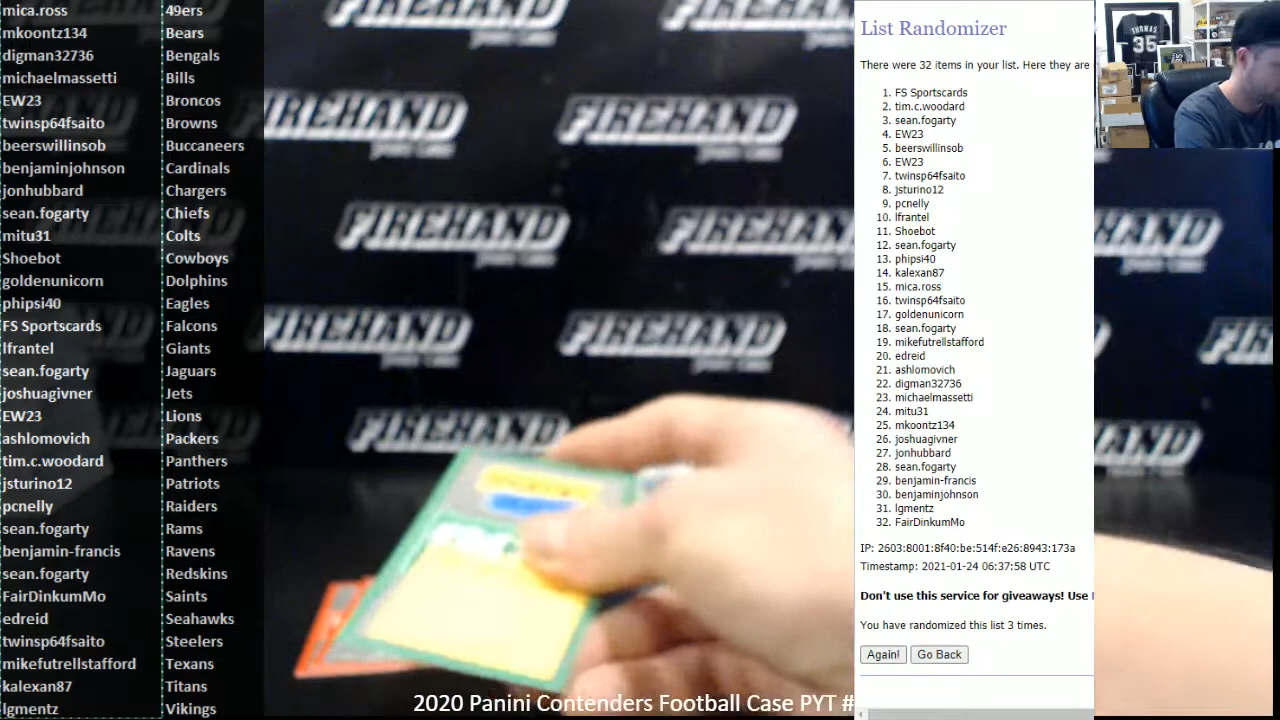 mica.ross 49ers
mkoontz134 Bears
digman32736 Bengals
michaelmassetti Bills
EW23 Broncos
twinsp64fsaito Browns
beerswillinsob Buccaneers
benjaminjohnson Cardinals
jonhubbard Chargers
sean.fogarty Chiefs
mitu31 Colts
Shoebot Cowboys
goldenunicorn Dolphins
phipsi40 Eagles
FS Sportscards Falcons
lfrantel Giants
sean.fogarty Jaguars
joshuagivner Jets
EW23 Lions
ashlomovich Packers
tim.c.woodard Panthers
jsturino12 Patriots
pcnelly Raiders
sean.fogarty Rams
benjamin-francis Ravens
sean.fogarty Redskins
FairDinkumMo Saints
edreid Seahawks
twinsp64fsaito Steelers
mikefutrellstafford Texans
kalexan87 Titans
lgmentz Vikings
FIREHAND FIREHAND
FIREHAND FIREHAND
FIREHAND FIREHAND
FIREHAND
2020 Panini Contenders Football Case PYT #
List Randomizer
There were 32 items in your list. Here they are
1. FS Sportscards
2. tim.c.woodard
3. sean.fogarty
4. EW23
5. beerswillinsob
6. EW23
7. twinsp64fsaito
8. jsturino12
9. pcnelly
10. lfrantel
11. Shoebot
12. sean.fogarty
13. phipsi40
14. kalexan87
15. mica.ross
16. twinsp64fsaito
17. goldenunicorn
18. sean.fogarty
19. mikefutrellstafford
20. edreid
21. ashlomovich
22. digman32736
23. michaelmassetti
24. mitu31
25. mkoontz134
26. joshuagivner
27. jonhubbard
28. sean.fogarty
29. benjamin-francis
30. benjaminjohnson
31. lgmentz
32. FairDinkumMo
IP: 2603:8001:8f40:be:514f:e26:8943:173a
Timestamp: 2021-01-24 06:37:58 UTC
Don't use this service for giveaways! Use
You have randomized this list 3 times.
Again! Go Back
THOMAS
35